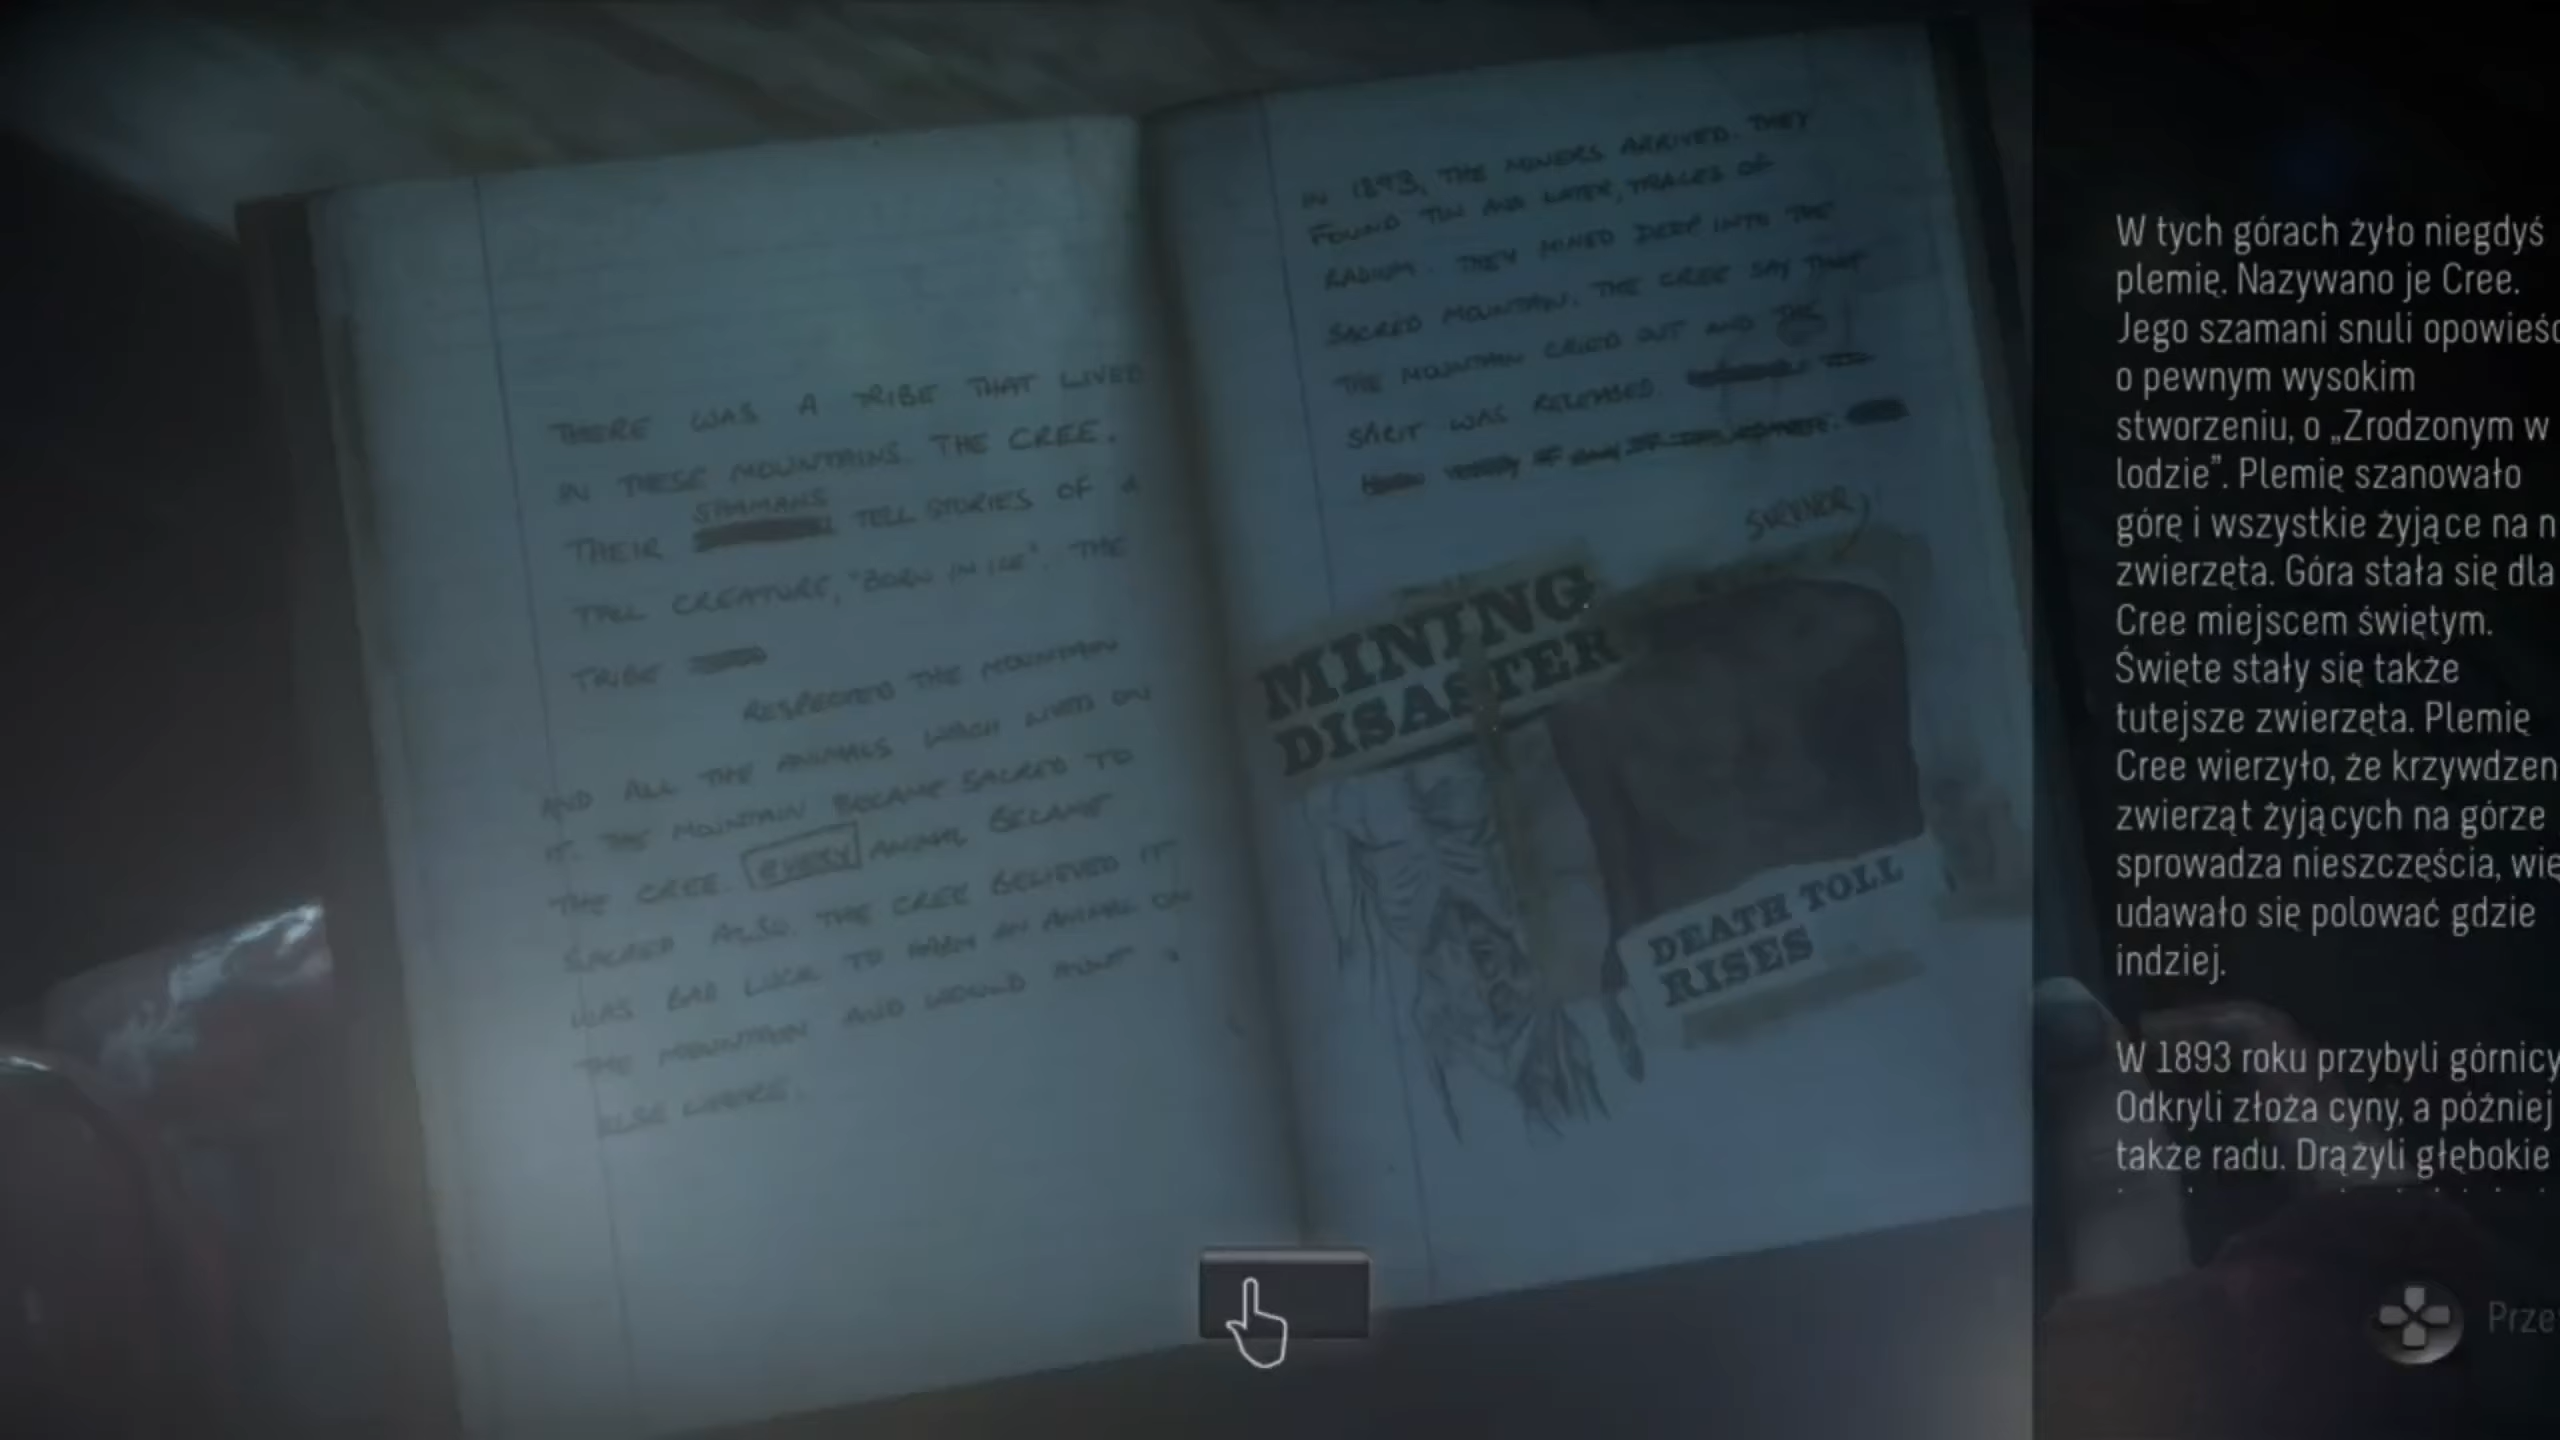 THERE WAS A TRIBE THAT LIVED
IN THESE MOUNTAINS. THE CREE.
SHAMANS
THEIR TELL STORIES OF A
TALL CREATURE, "BORN IN ICE". THE
TRIBE
RESPECTED THE MOUNTAIN
AND ALL THE ANIMALS WHICH LIVED ON
IT. THE MOUNTAIN BECAME SACRED TO
THE CREE. EVERY ANIMAL BECAME
SACRED ALSO. THE CREE BELIEVED IT
WAS BAD LUCK TO HARM AN ANIMAL ON
THE MOUNTAIN AND WOULD HUNT
ELSE WHERE.
IN 1893, THE MINERS ARRIVED. THEY
FOUND TIN AND LATER, TRACES OF
RADIUM. THEY MINED DEEP INTO THE
SACRED MOUNTAIN. THE CREE SAY THAT
THE MOUNTAIN CRIED OUT AND THE
SPIRIT WAS RELEASED.
SURVIVOR
MINING
DISASTER
DEATH TOLL
RISES
W tych górach żyło niegdyś
plemię. Nazywano je Cree.
Jego szamani snuli opowieśc
o pewnym wysokim
stworzeniu, o „Zrodzonym w
lodzie”. Plemię szanowało
górę i wszystkie żyjące na n
zwierzęta. Góra stała się dla
Cree miejscem świętym.
Święte stały się także
tutejsze zwierzęta. Plemię
Cree wierzyło, że krzywdzen
zwierząt żyjących na górze
sprowadza nieszczęścia, wię
udawało się polować gdzie
indziej.
W 1893 roku przybyli górnicy
Odkryli złoża cyny, a później
także radu. Drążyli głębokie
Prze